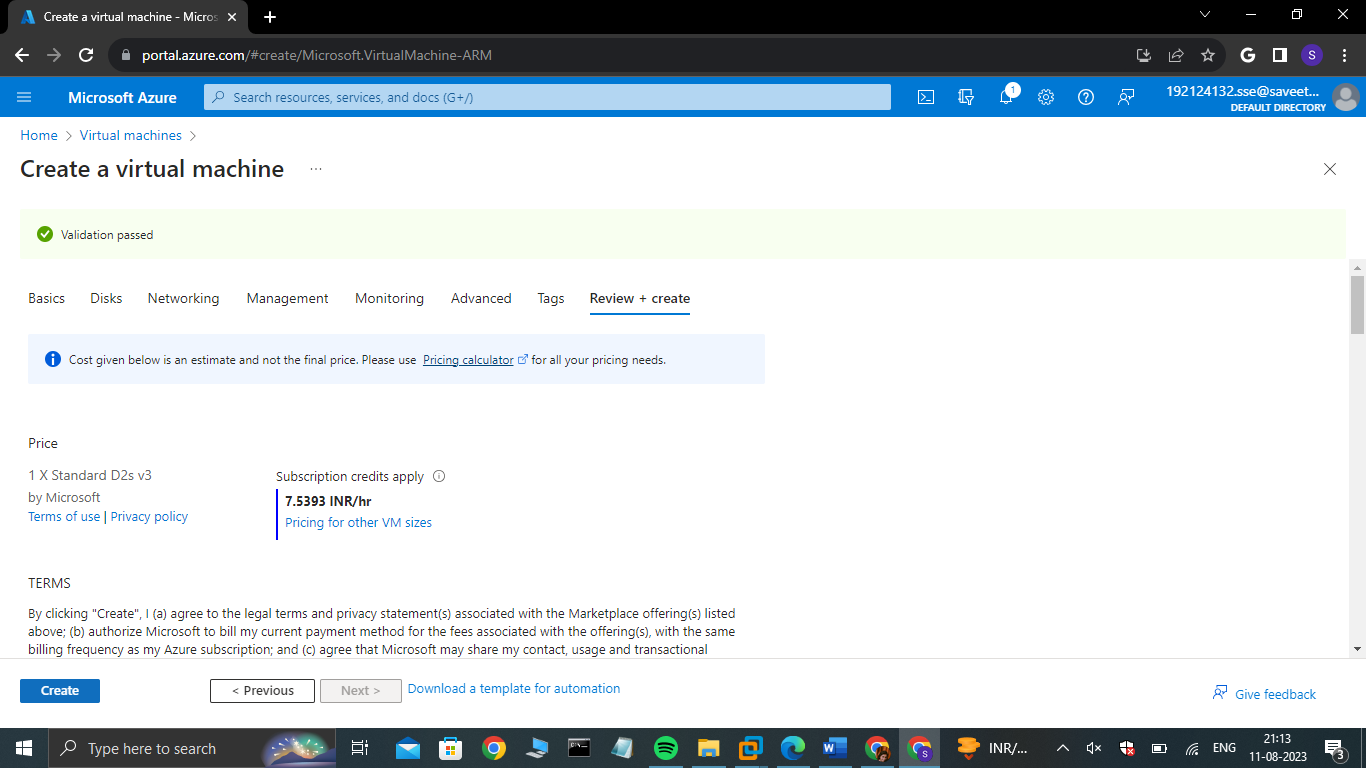 Create a virtual machine - Micros
portal.azure.com/#create/Microsoft.VirtualMachine-ARM
S
Microsoft Azure
Search resources, services, and docs (G+/)
1
192124132.sse@saveet...
DEFAULT DIRECTORY
Home > Virtual machines >
Create a virtual machine ...
Validation passed
Basics Disks Networking Management Monitoring Advanced Tags Review + create
Cost given below is an estimate and not the final price. Please use Pricing calculator for all your pricing needs.
Price
1 X Standard D2s v3
by Microsoft
Terms of use | Privacy policy
Subscription credits apply
7.5393 INR/hr
Pricing for other VM sizes
TERMS
By clicking "Create", I (a) agree to the legal terms and privacy statement(s) associated with the Marketplace offering(s) listed
above; (b) authorize Microsoft to bill my current payment method for the fees associated with the offering(s), with the same
billing frequency as my Azure subscription; and (c) agree that Microsoft may share my contact, usage and transactional
Create
< Previous
Next >
Download a template for automation
Give feedback
Type here to search
INR/...
ENG
21:13
11-08-2023
3